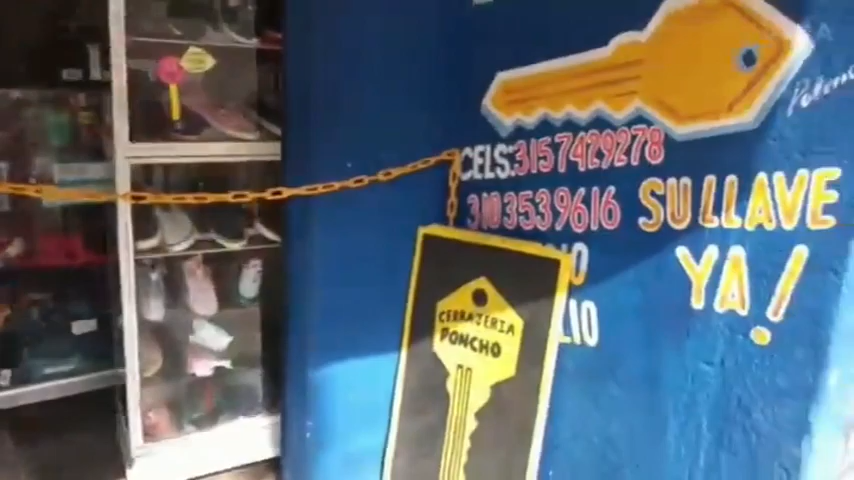 CELS: 3157429278
3103539616
SU LLAVE
YA!
CERRAJERIA
PONCHO